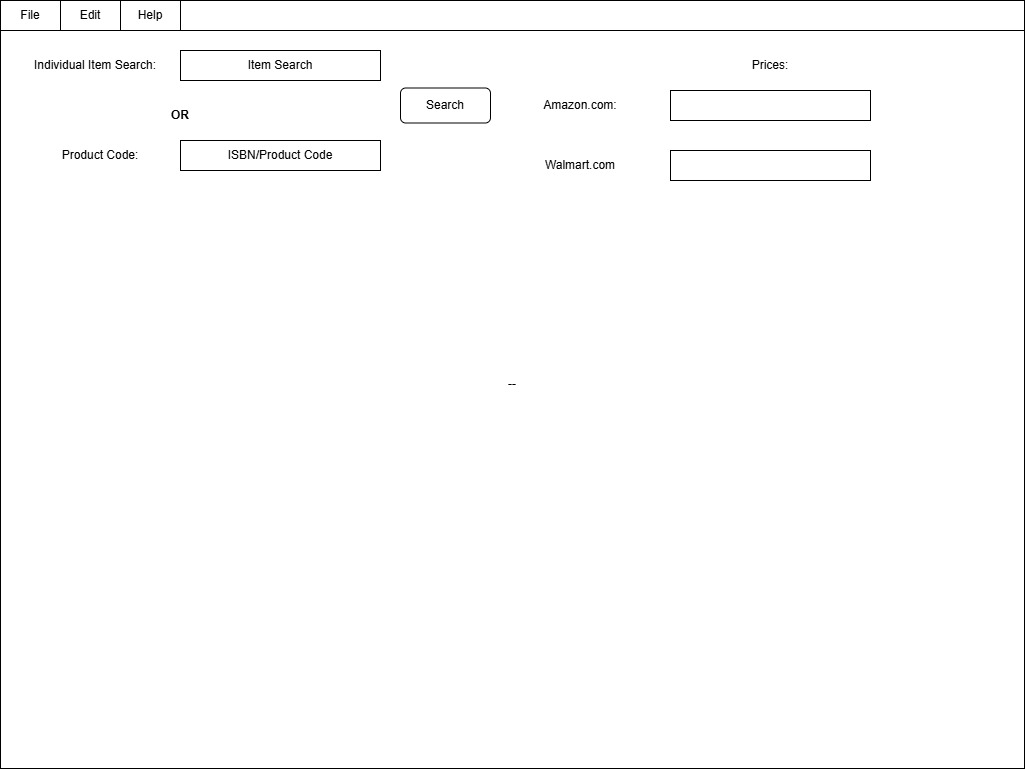 File Edit Help
Individual Item Search: Item Search Prices:
Search Amazon.com:
OR
Product Code: ISBN/Product Code
Walmart.com
--